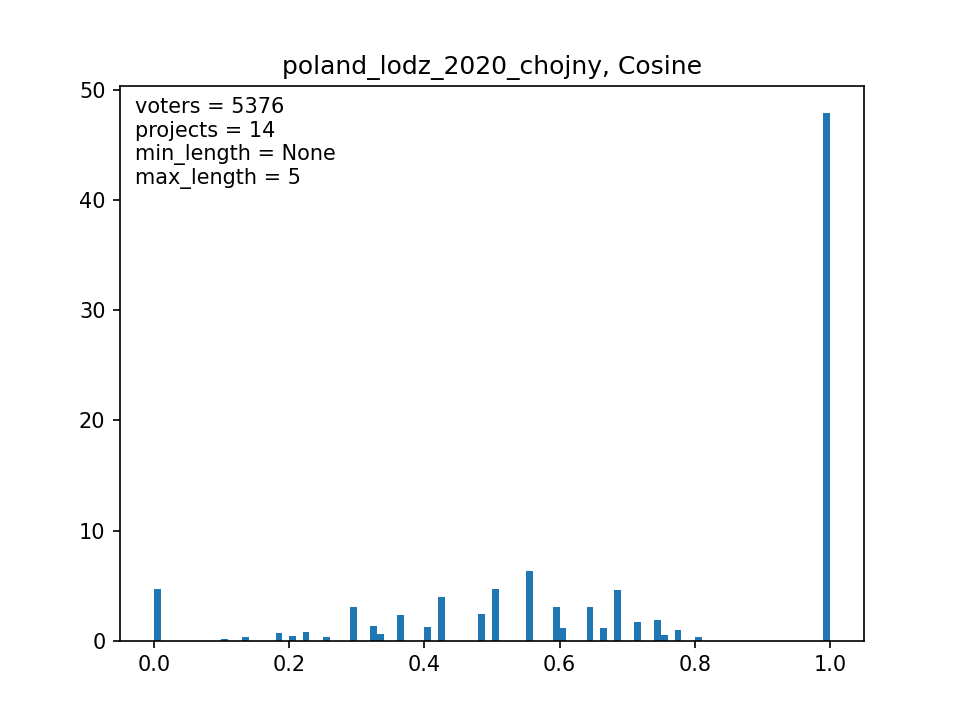 poland_lodz_2020_chojny, Cosine
voters = 5376
projects = 14
min_length = None
max_length = 5
50
40
30
20
10
0
0.0 0.2 0.4 0.6 0.8 1.0